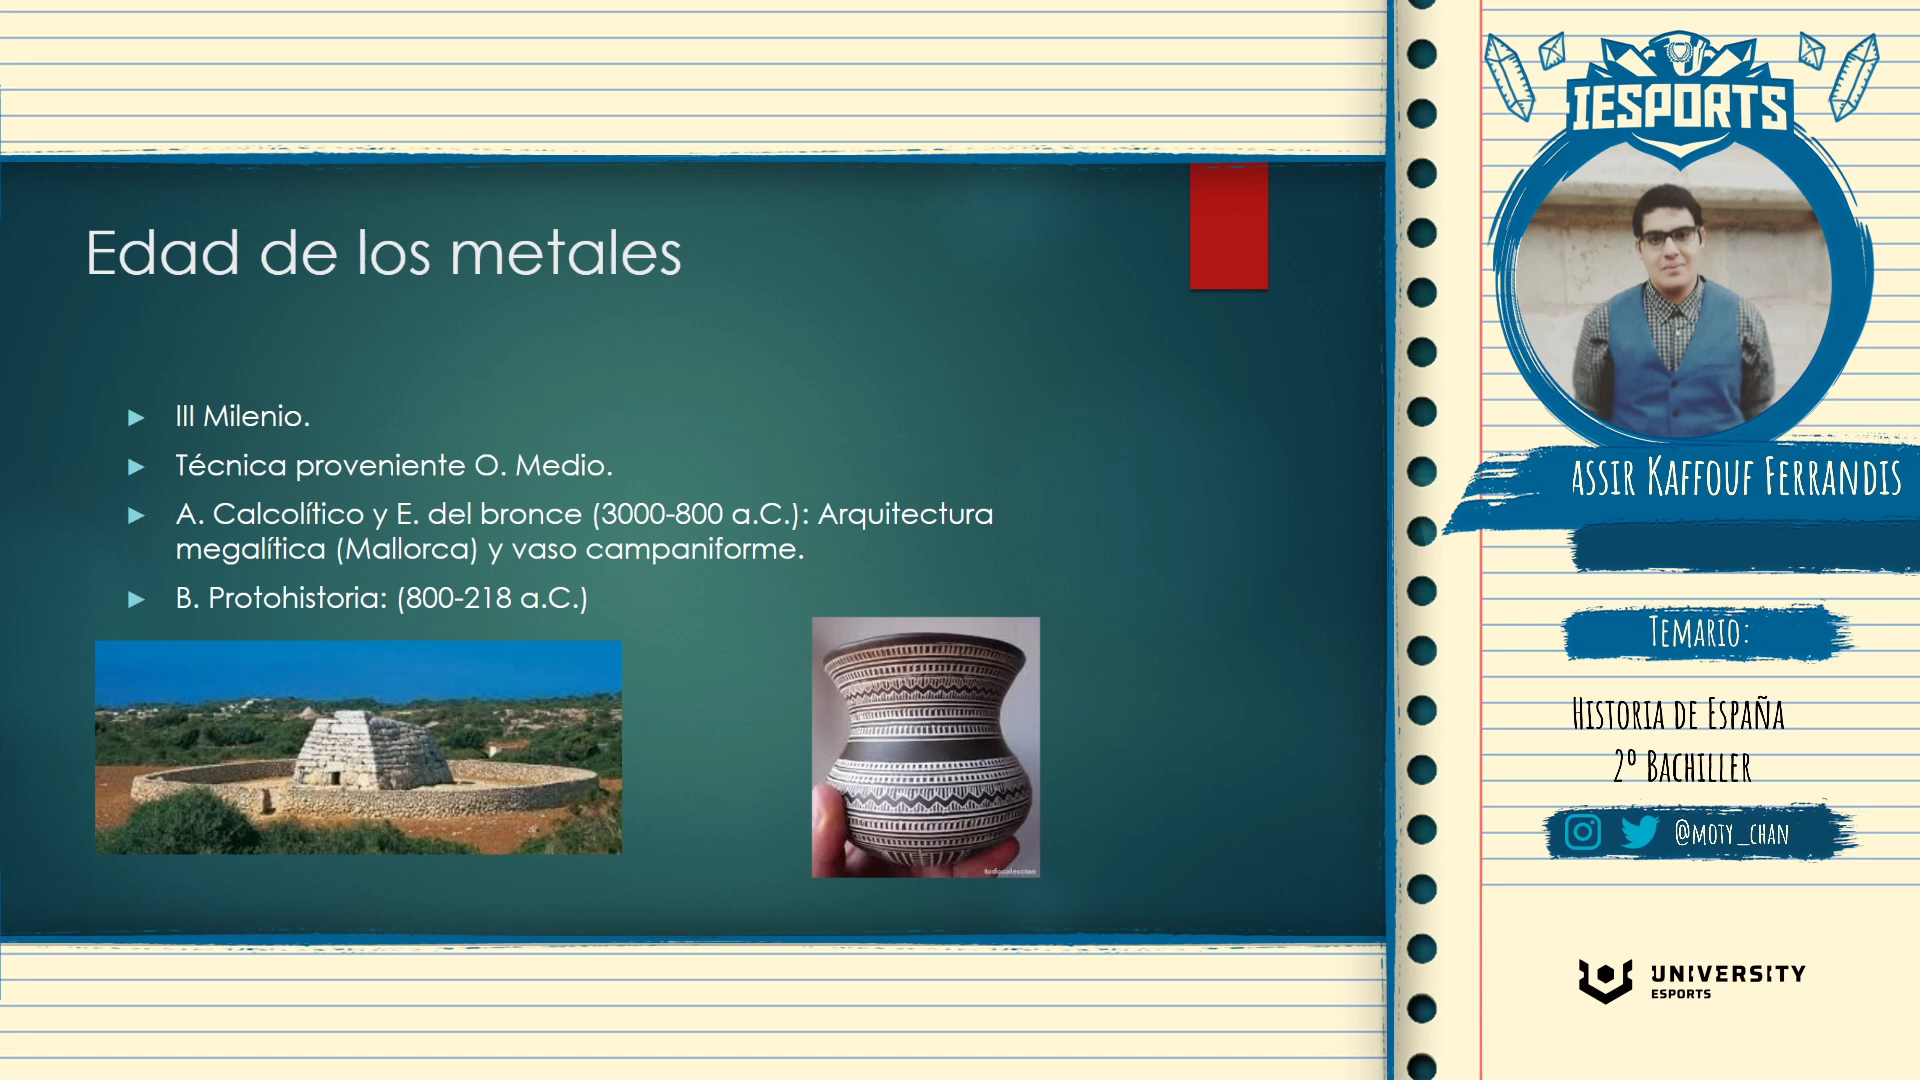 Edad de los metales
III Milenio.
Técnica proveniente O. Medio.
A. Calcolítico y E. del bronce (3000-800 a.C.): Arquitectura
megalítica (Mallorca) y vaso campaniforme.
B. Protohistoria: (800-218 a.C.)
todocoleccion
IESPORTS
ASSIR KAFFOUF FERRANDIS
TEMARIO:
HISTORIA DE ESPAÑA
2º BACHILLER
@MOTY_CHAN
UNIVERSITY
ESPORTS